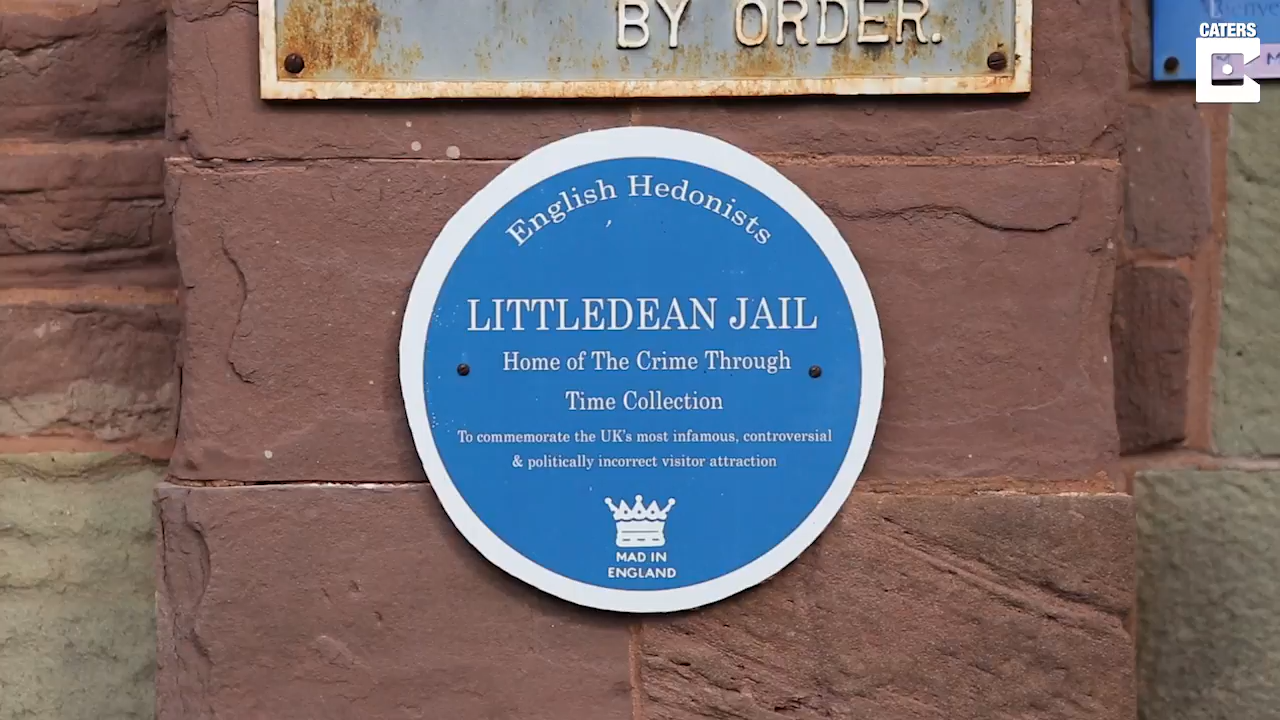 BY ORDER.
CATERS
English Hedonists
LITTLEDEAN JAIL
Home of The Crime Through
Time Collection
To commemorate the UK's most infamous, controversial
& politically incorrect visitor attraction
MAD IN
ENGLAND